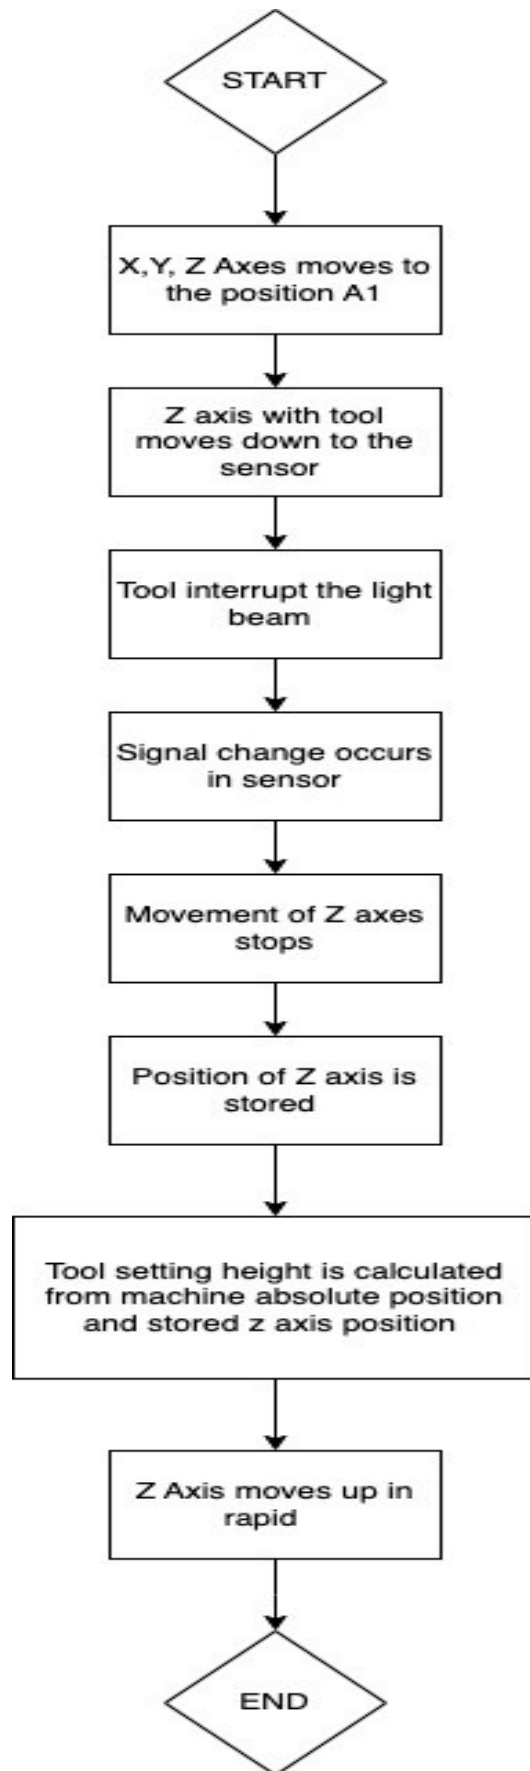 START
X,Y, Z Axes moves to
the position A1
Z axis with tool
moves down to the
sensor
Tool interrupt the light
beam
Signal change occurs
in sensor
Movement of Z axes
stops
Position of Z axis is
stored
Tool setting height is calculated
from machine absolute position
and stored z axis position
Z Axis moves up in
rapid
END